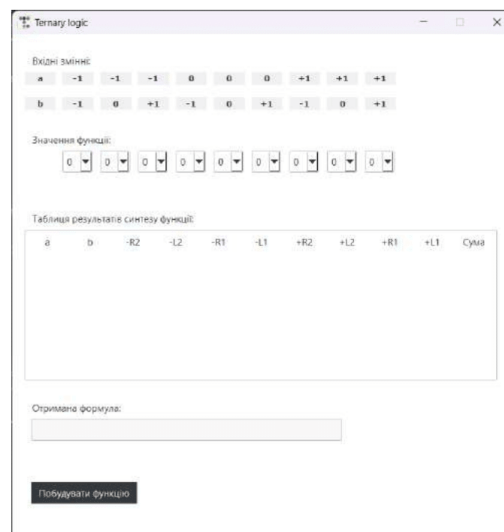 Ternary logic
Вхідні змінні:
a -1 -1 -1 0 0 0 +1 +1 +1
b -1 0 +1 -1 0 +1 -1 0 +1
Значення функції:
0 0 0 0 0 0 0 0 0
Таблиця результатів синтезу функції:
a b -R2 -L2 -R1 -L1 +R2 +L2 +R1 +L1 Сума
Отримана формула:
Побудувати функцію